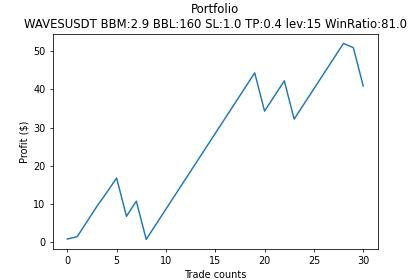 Portfolio
WAVESUSDT BBM:2.9 BBL:160 SL:1.0 TP:0.4 lev:15 WinRatio:81.0
50
40
30
20
10
0
Profit ($)
0 5 10 15 20 25 30
Trade counts